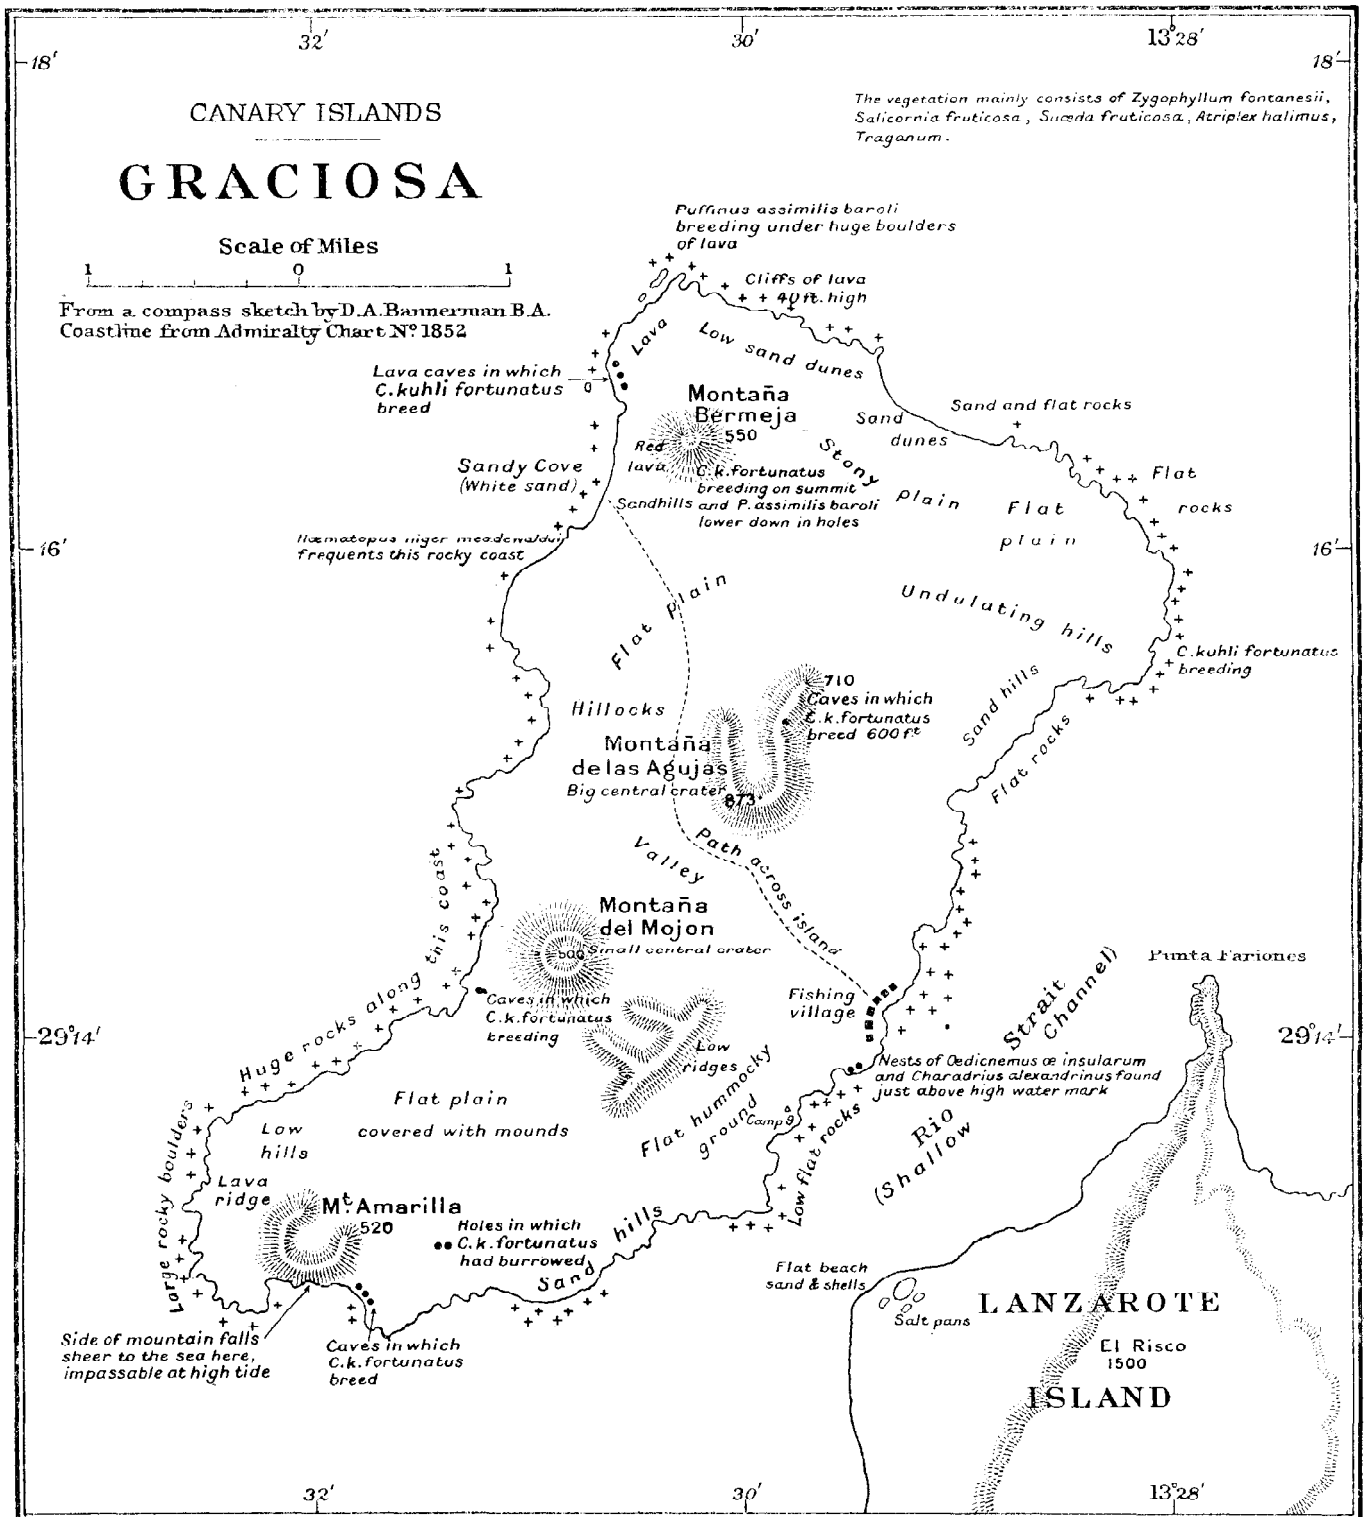 32'
30'
13°28'
18'
18'
CANARY ISLANDS
GRACIOSA
Scale of Miles
1 0 1
From a compass sketch by D.A.Bannerman B.A.
Coastline from Admiralty Chart No. 1852
The vegetation mainly consists of Zygophyllum fontanesii,
Salicornia fruticosa, Suæda fruticosa, Atriplex halimus,
Traganum.
Puffinus assimilis baroli
breeding under huge boulders
of lava
Cliffs of lava
40 ft. high
Lava
Low sand dunes
Lava caves in which
C.kuhli fortunatus
breed
Montaña
Bermeja
550
Sand
dunes
Sand and flat rocks
Red
lava
Stony plain
Sandy Cove
(White sand)
C.k.fortunatus
breeding on summit
and P.assimilis baroli
lower down in holes
Sandhills
Flat
plain
Flat
rocks
Hæmatopus niger meadewaldoi
frequents this rocky coast
16'
16'
Flat plain
Undulating hills
C.kuhli fortunatus
breeding
710
Caves in which
C.k.fortunatus
breed 600 ft
Sand hills
Flat rocks
Hillocks
Montaña
de las Agujas
Big central crater
873
Valley
Path across island
Montaña
del Mojon
Small central crater
Huge rocks along this coast
Caves in which
C.k.fortunatus
breeding
Low
ridges
Fishing
village
Strait
Channel)
Punta Fariones
29°14'
29°14'
Nests of Œdicnemus œ insularum
and Charadrius alexandrinus found
just above high water mark
Flat plain
covered with mounds
Flat hummocky
ground
Camp
Rio
(Shallow
Low flat rocks
Low
hills
Large rocky boulders
Lava
ridge
Mt. Amarilla
520
Holes in which
C.k.fortunatus
had burrowed
Sand hills
Flat beach
sand & shells
Salt pans
LANZAROTE
El Risco
1500
ISLAND
Side of mountain falls
sheer to the sea here,
impassable at high tide
Caves in which
C.k.fortunatus
breed
32'
30'
13°28'